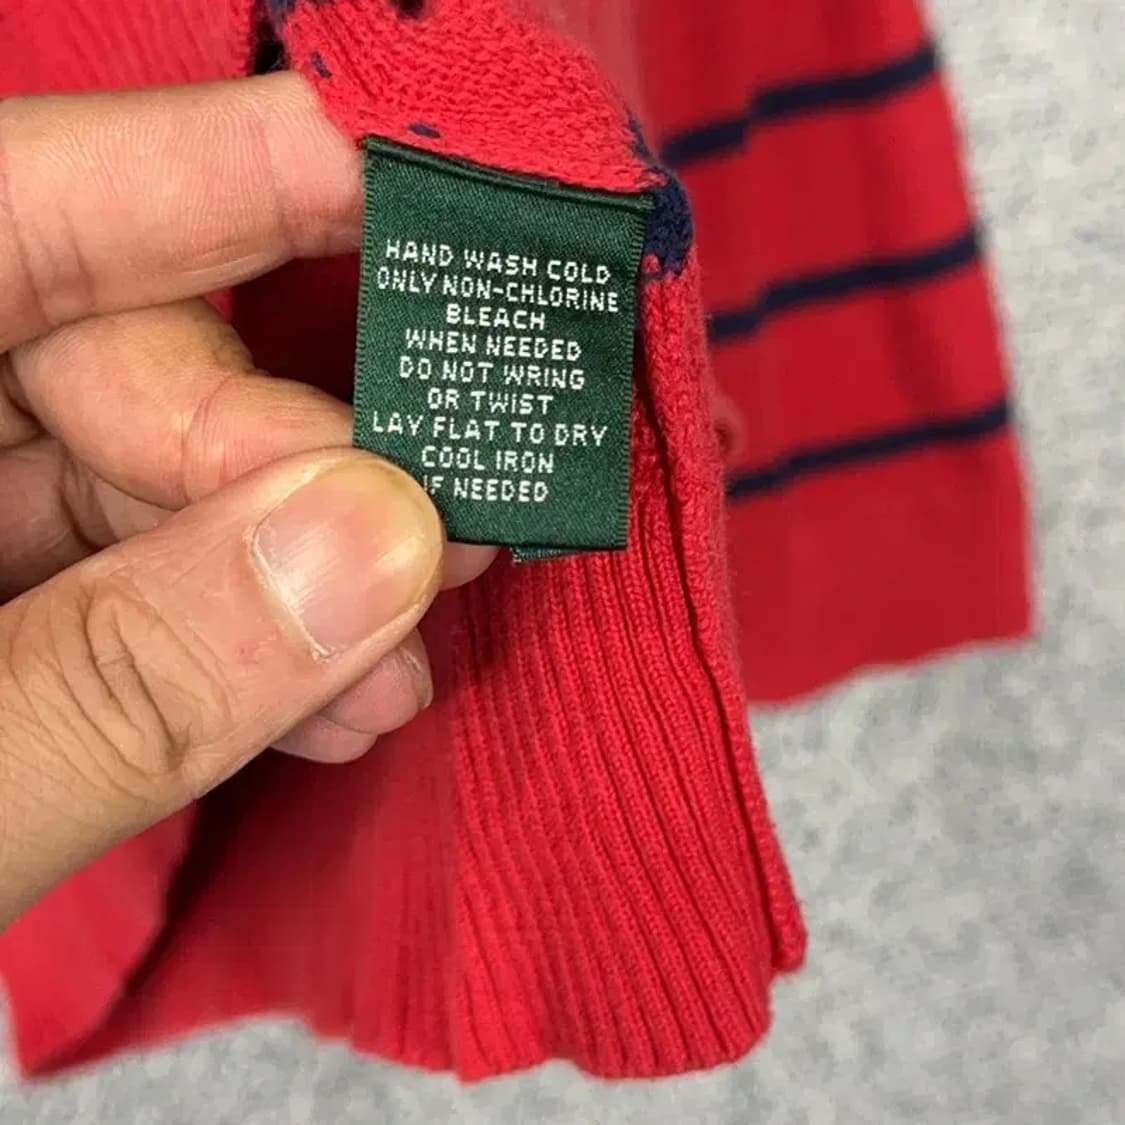 HAND WASH COLD
ONLY NON-CHLORINE
BLEACH
WHEN NEEDED
DO NOT WRING
OR TWIST
LAY FLAT TO DRY
COOL IRON
IF NEEDED